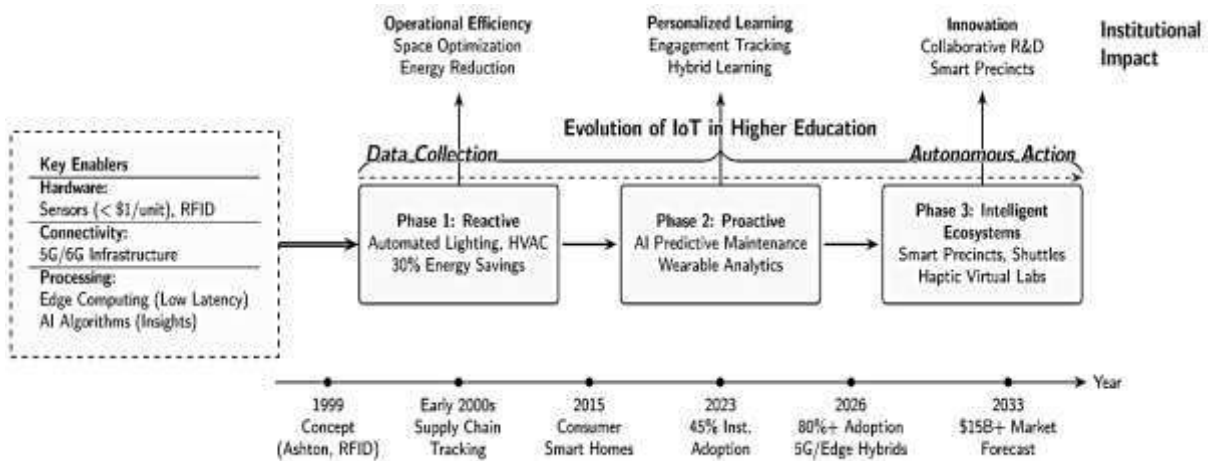 Operational Efficiency
Space Optimization
Energy Reduction
Personalized Learning
Engagement Tracking
Hybrid Learning
Innovation
Collaborative R&D
Smart Precincts
Institutional
Impact
Evolution of IoT in Higher Education
Data Collection
Autonomous Action
Key Enablers
Hardware:
Sensors (< $1/unit), RFID
Connectivity:
5G/6G Infrastructure
Processing:
Edge Computing (Low Latency)
AI Algorithms (Insights)
Phase 1: Reactive
Automated Lighting, HVAC
30% Energy Savings
Phase 2: Proactive
AI Predictive Maintenance
Wearable Analytics
Phase 3: Intelligent
Ecosystems
Smart Precincts, Shuttles
Haptic Virtual Labs
Year
1999
Concept
(Ashton, RFID)
Early 2000s
Supply Chain
Tracking
2015
Consumer
Smart Homes
2023
45% Inst.
Adoption
2026
80%+ Adoption
5G/Edge Hybrids
2033
$15B+ Market
Forecast